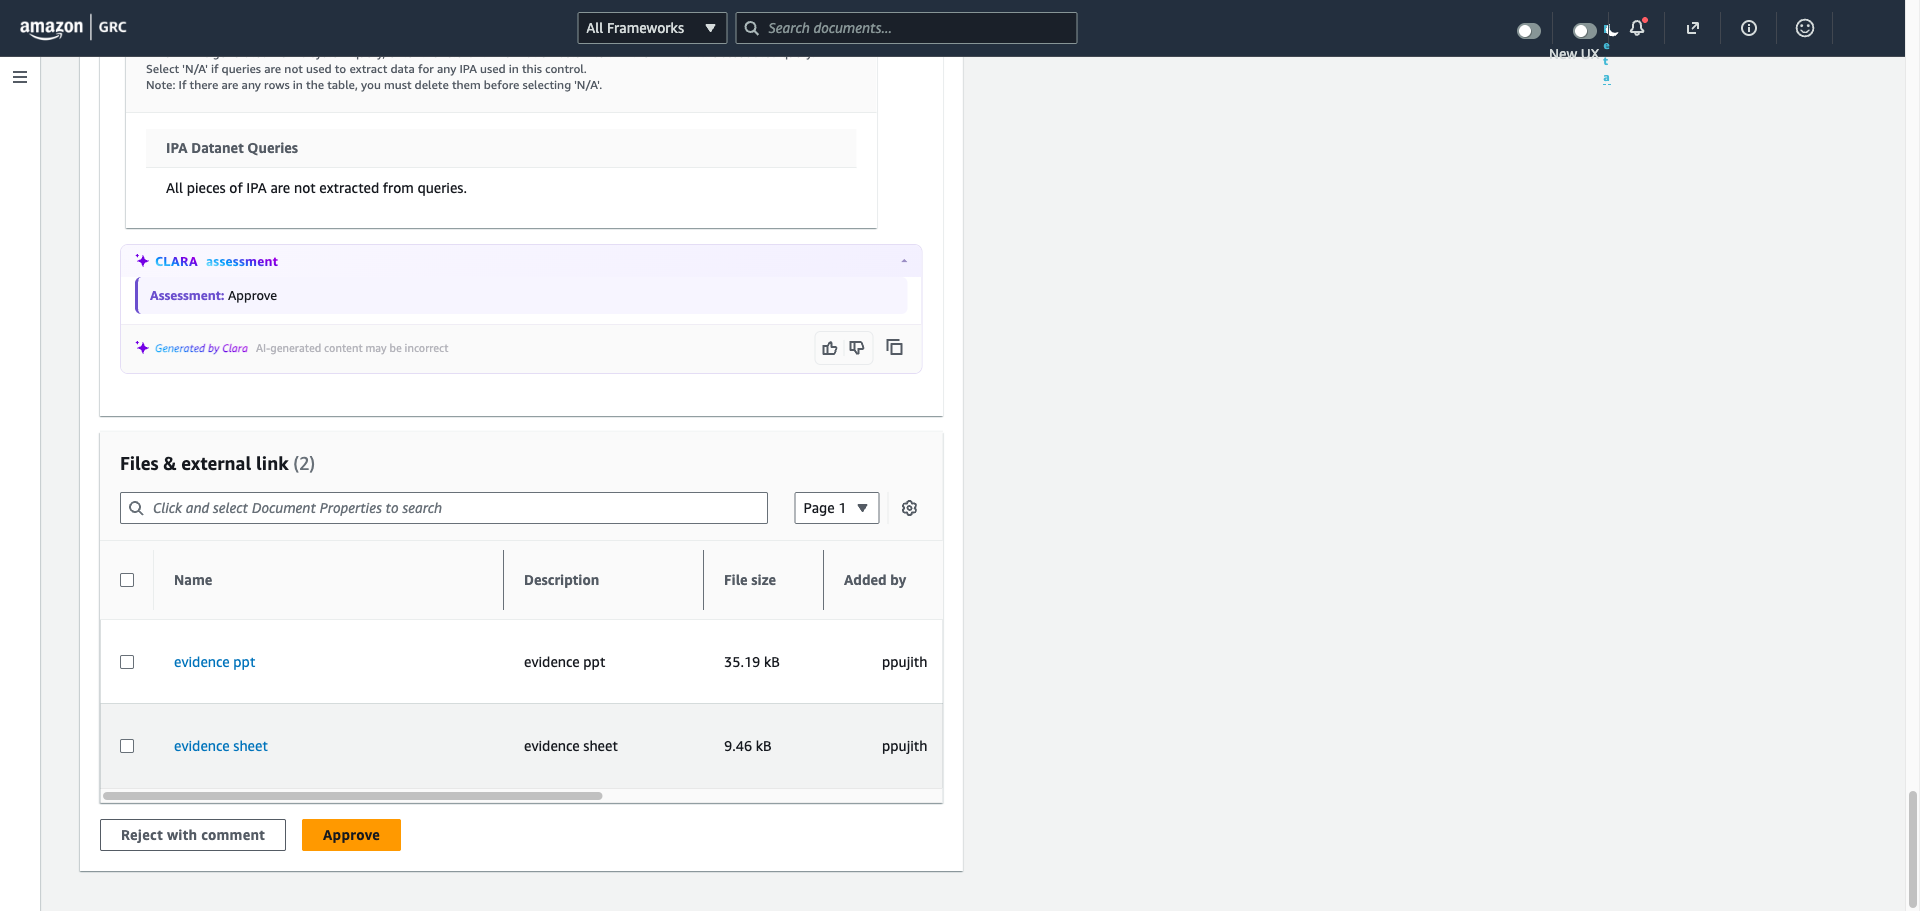 amazon GRC
All Frameworks
Search documents...
New UX
Beta
Select 'N/A' if queries are not used to extract data for any IPA used in this control.
Note: If there are any rows in the table, you must delete them before selecting 'N/A'.
IPA Datanet Queries
All pieces of IPA are not extracted from queries.
CLARA assessment
Assessment: Approve
Generated by Clara AI-generated content may be incorrect
Files & external link (2)
Click and select Document Properties to search
Page 1
Name Description File size Added by
evidence ppt evidence ppt 35.19 kB ppujith
evidence sheet evidence sheet 9.46 kB ppujith
Reject with comment
Approve